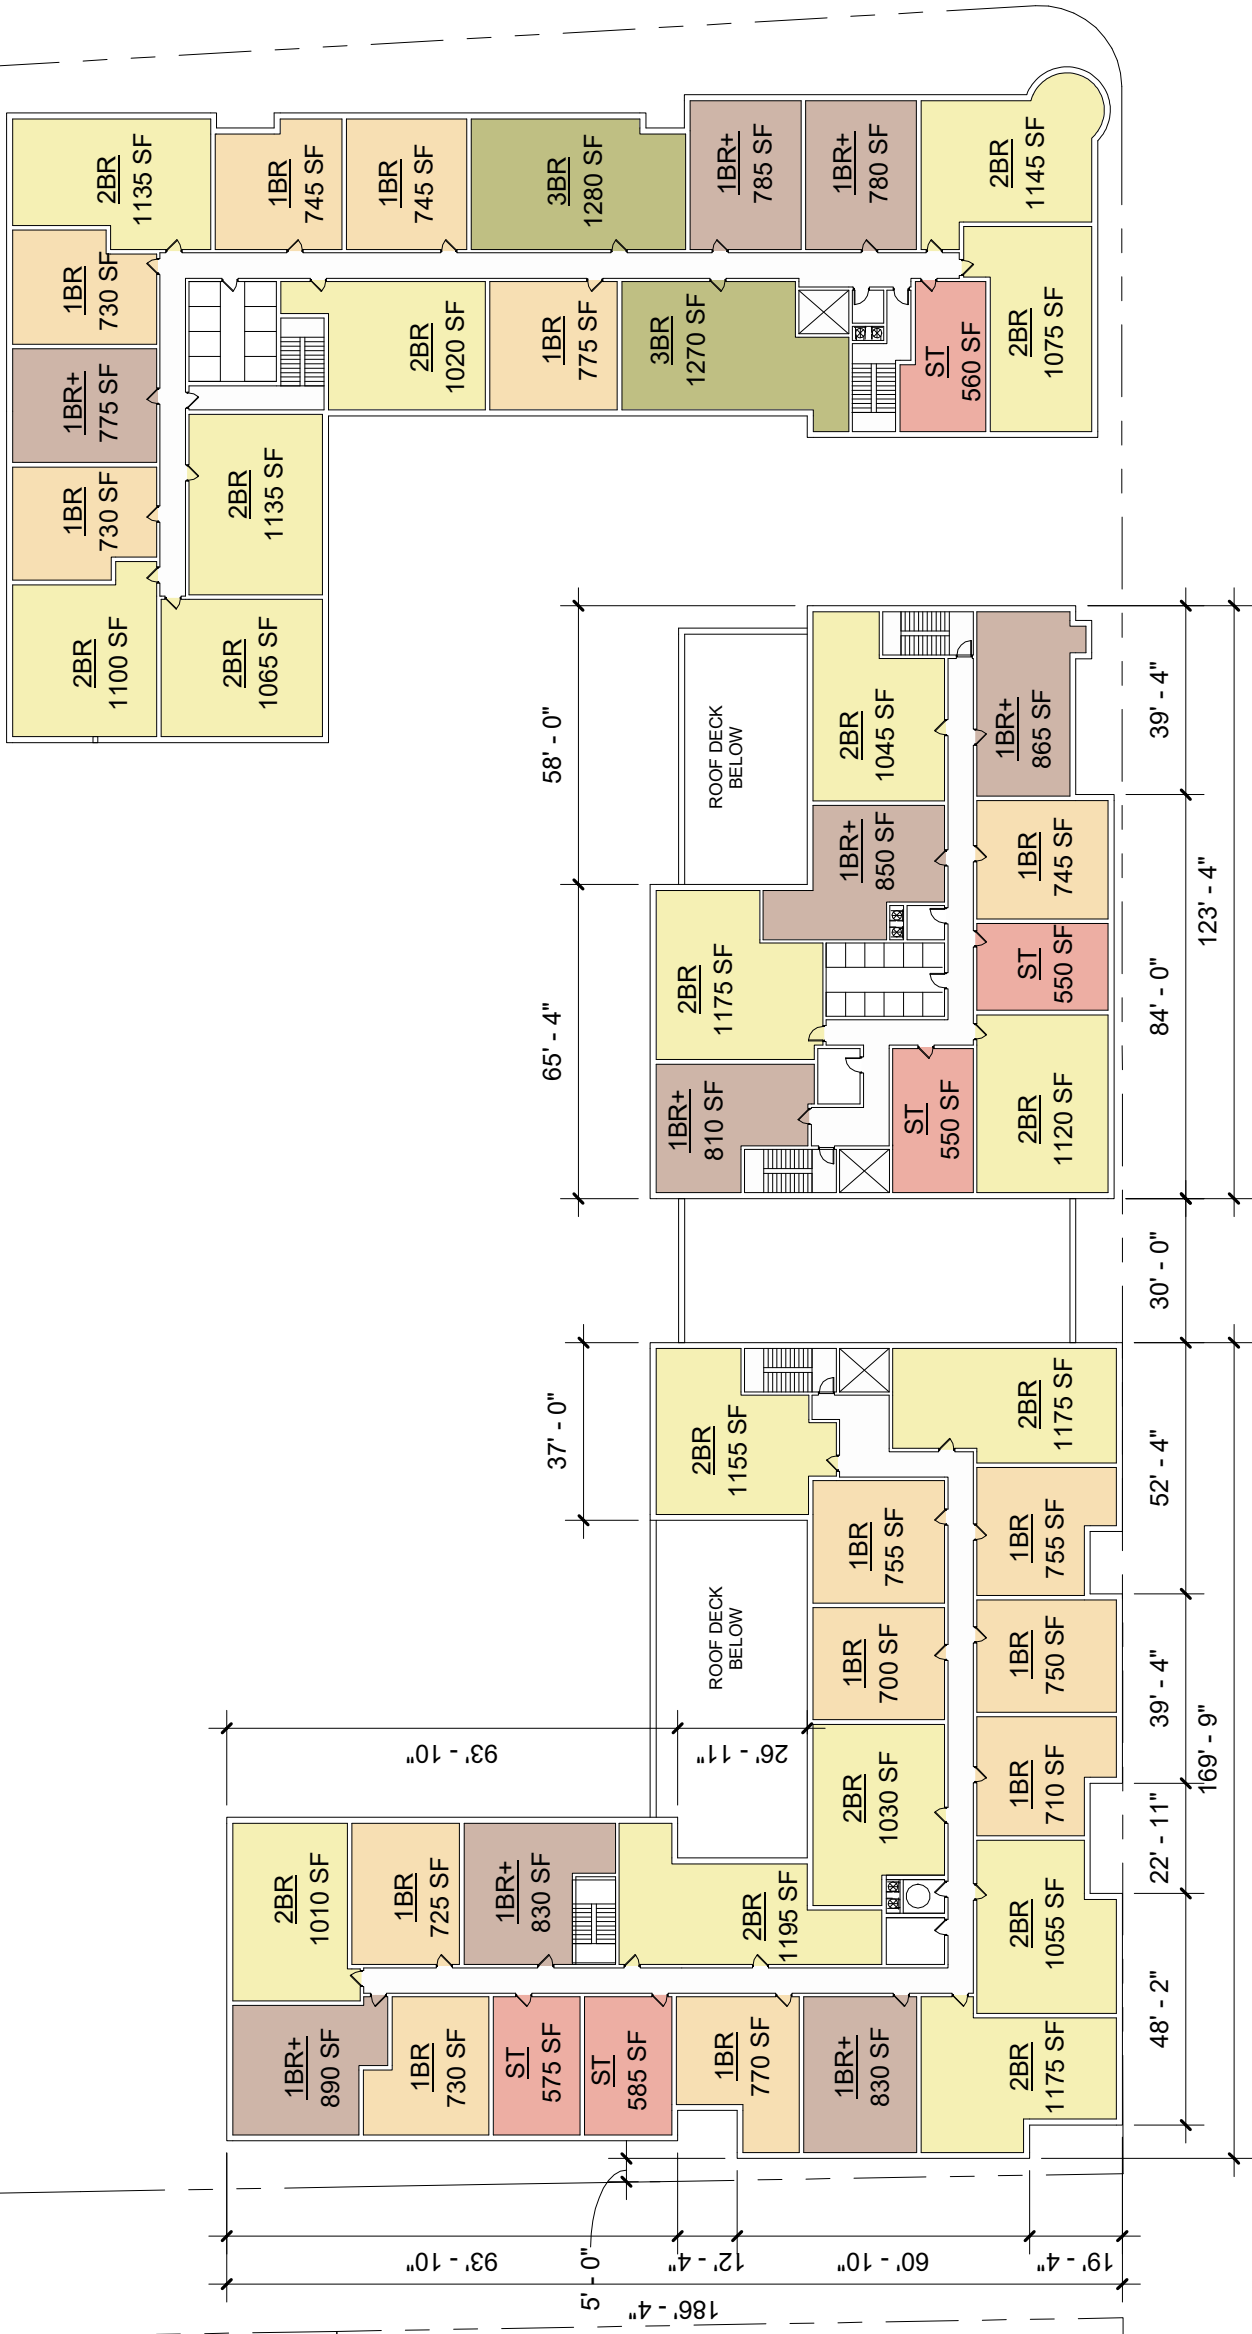 2BR
1135 SF
1BR
745 SF
1BR
745 SF
3BR
1280 SF
1BR+
785 SF
1BR+
780 SF
2BR
1145 SF
1BR
730 SF
1BR+
775 SF
1BR
730 SF
2BR
1100 SF
2BR
1065 SF
2BR
1135 SF
2BR
1020 SF
1BR
775 SF
3BR
1270 SF
ST
560 SF
2BR
1075 SF
58' - 0"
65' - 4"
ROOF DECK
BELOW
2BR
1045 SF
1BR+
865 SF
1BR+
850 SF
1BR
745 SF
2BR
1175 SF
ST
550 SF
1BR+
810 SF
ST
550 SF
2BR
1120 SF
39' - 4"
84' - 0"
123' - 4"
30' - 0"
37' - 0"
2BR
1155 SF
2BR
1175 SF
1BR
755 SF
1BR
755 SF
ROOF DECK
BELOW
1BR
700 SF
1BR
750 SF
2BR
1030 SF
1BR
710 SF
52' - 4"
39' - 4"
22' - 11"
48' - 2"
169' - 9"
93' - 10"
26' - 11"
2BR
1010 SF
1BR
725 SF
1BR+
830 SF
2BR
1195 SF
2BR
1055 SF
1BR+
890 SF
1BR
730 SF
ST
575 SF
ST
585 SF
1BR
770 SF
1BR+
830 SF
2BR
1175 SF
5' - 0"
93' - 10"
12' - 4"
60' - 10"
19' - 4"
186' - 4"